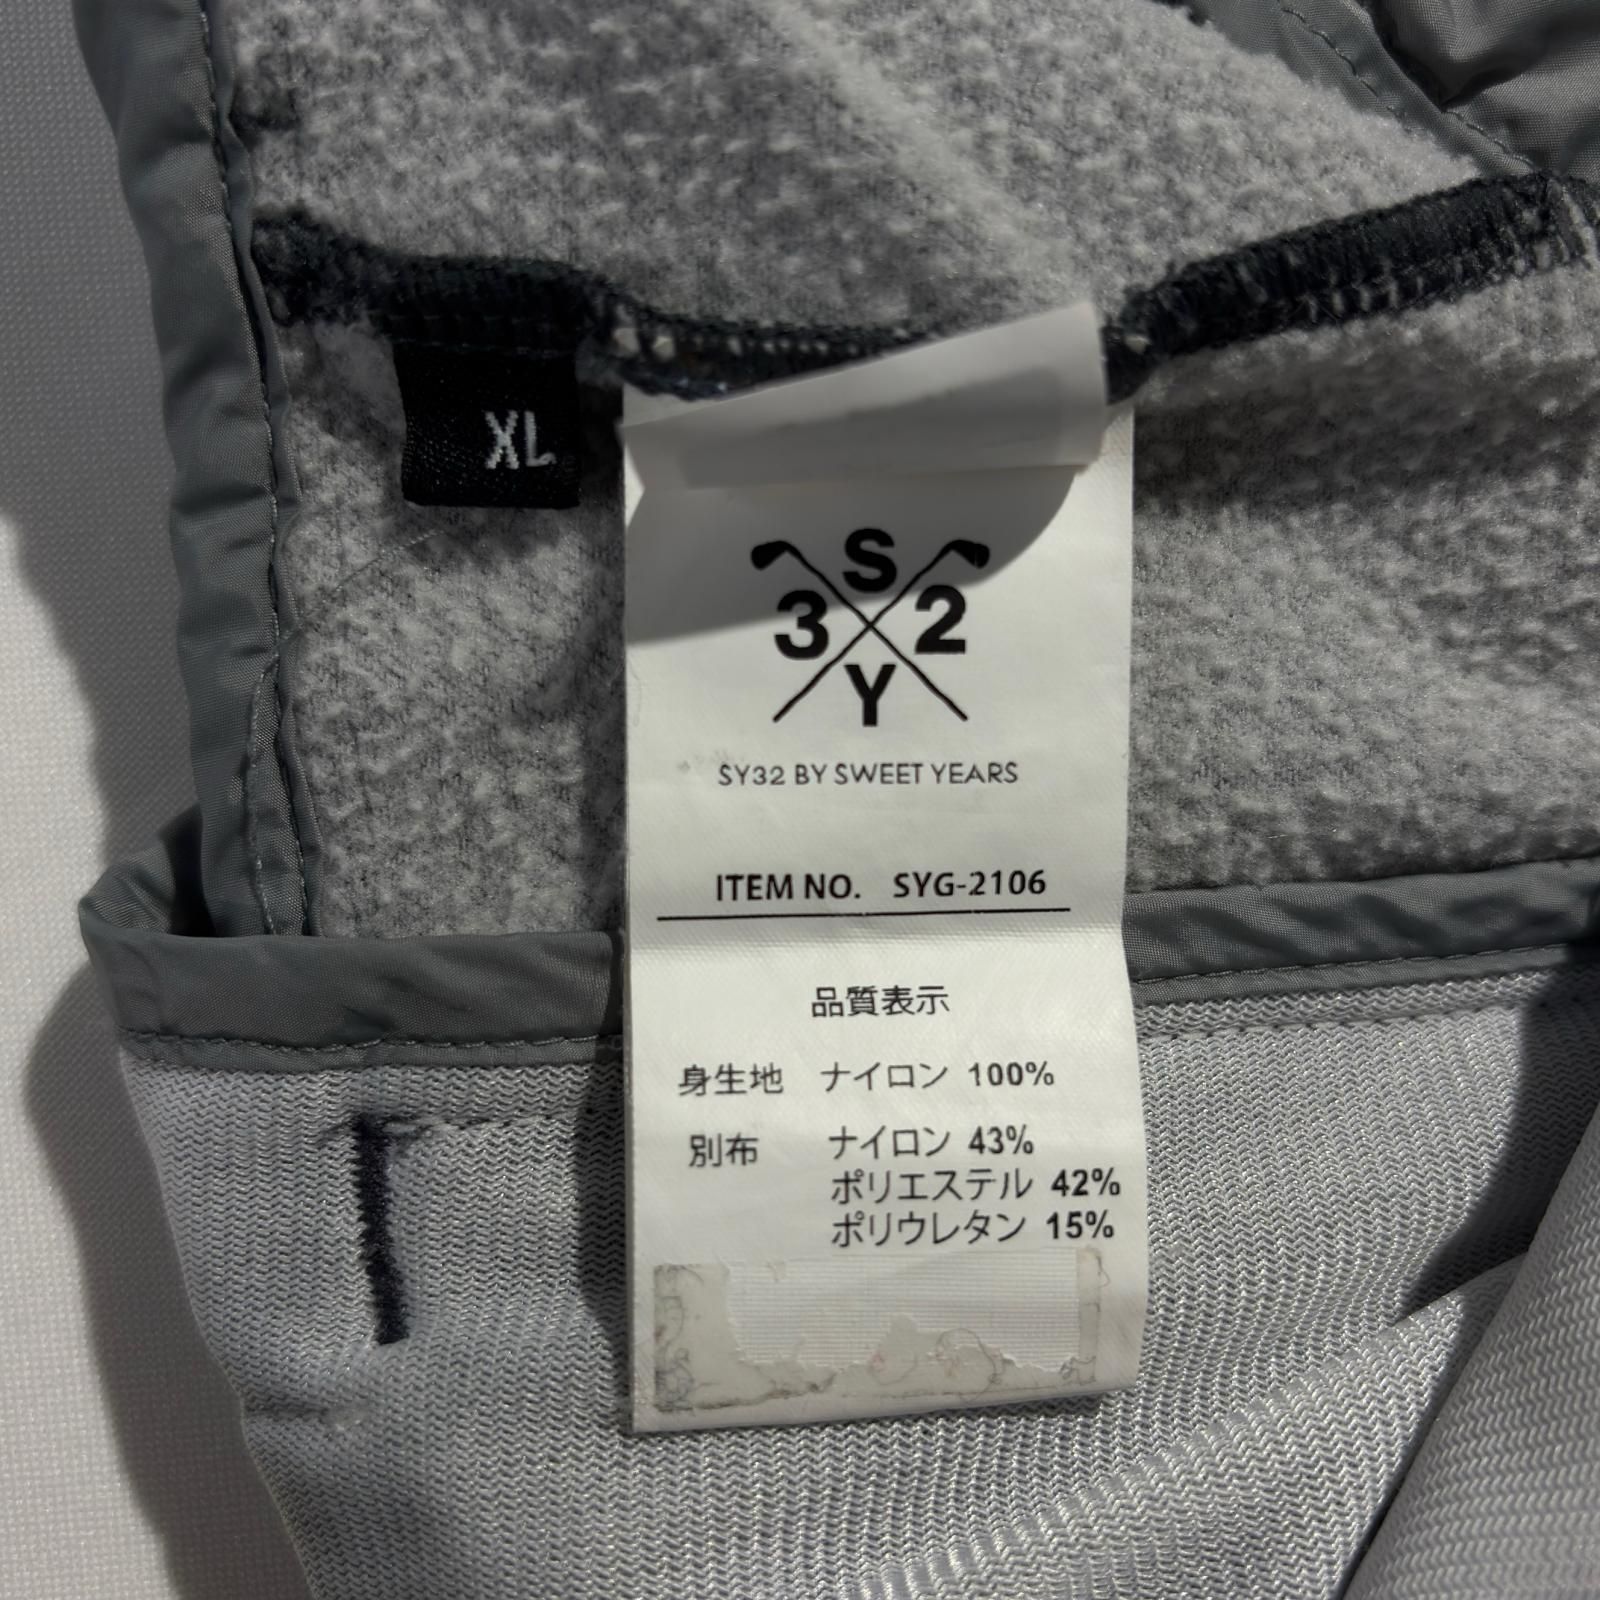 XL
S
3 2
Y
SY32 BY SWEET YEARS
ITEM NO. SYG-2106
品質表示
身生地 ナイロン 100%
別布 ナイロン 43%
ポリエステル 42%
ポリウレタン 15%